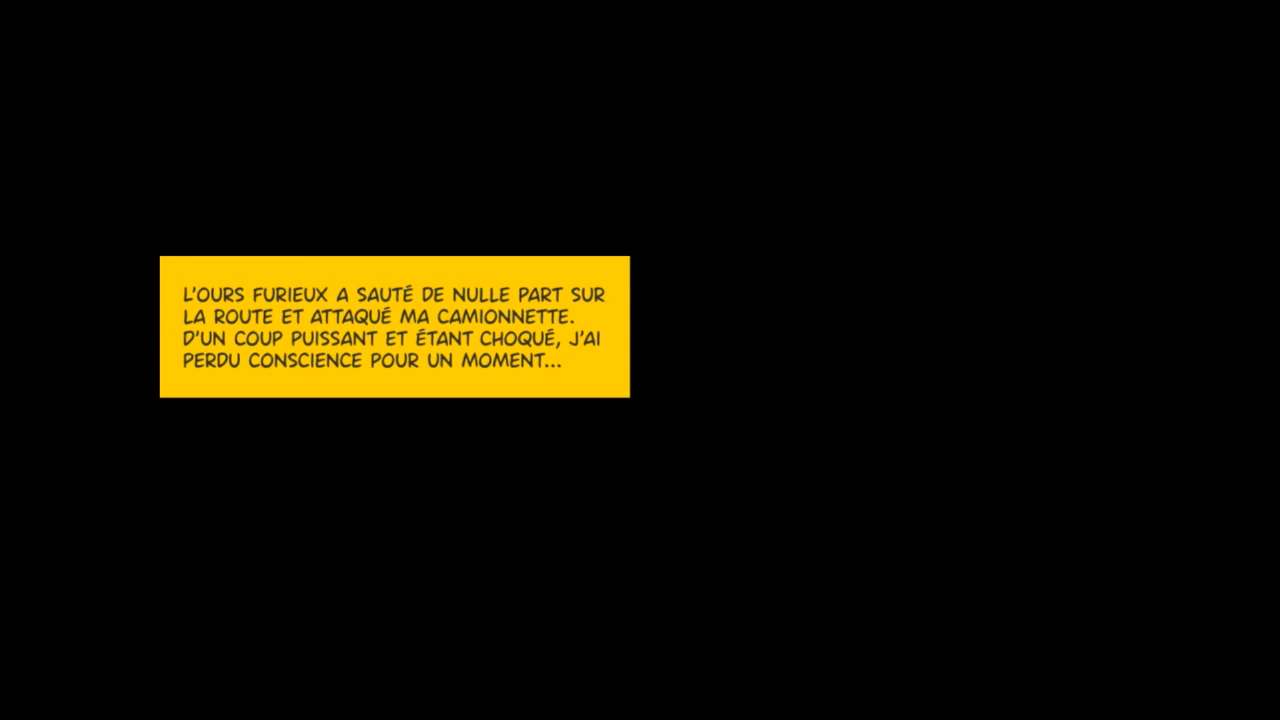 L'OURS FURIEUX A SAUTÉ DE NULLE PART SUR
LA ROUTE ET ATTAQUÉ MA CAMIONNETTE.
D'UN COUP PUISSANT ET ÉTANT CHOQUÉ, J'AI
PERDU CONSCIENCE POUR UN MOMENT...